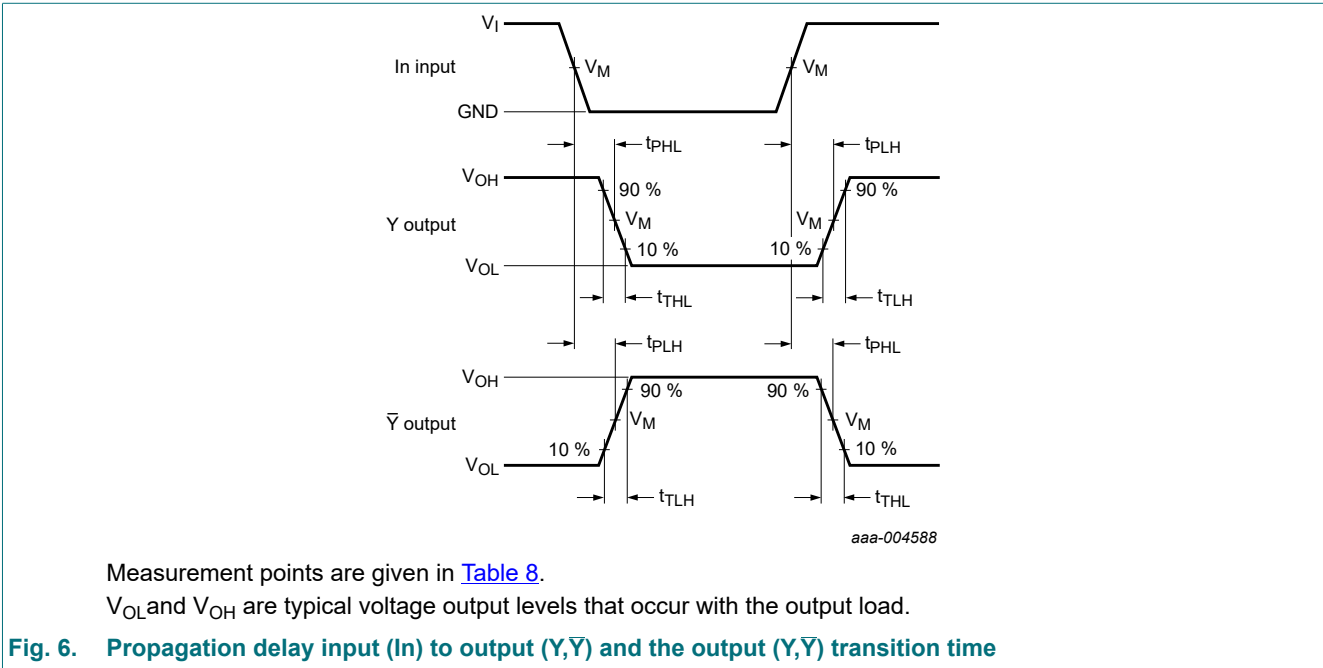 VI
In input
VM
VM
GND
tPHL
tPLH
VOH
90 %
90 %
Y output
VM
VM
10 %
10 %
VOL
tTHL
tTLH
tPLH
tPHL
VOH
90 %
90 %
Y̅ output
VM
VM
10 %
10 %
VOL
tTLH
tTHL
aaa-004588
Measurement points are given in Table 8.
VOLand VOH are typical voltage output levels that occur with the output load.
Fig. 6. Propagation delay input (In) to output (Y,Y̅) and the output (Y,Y̅) transition time